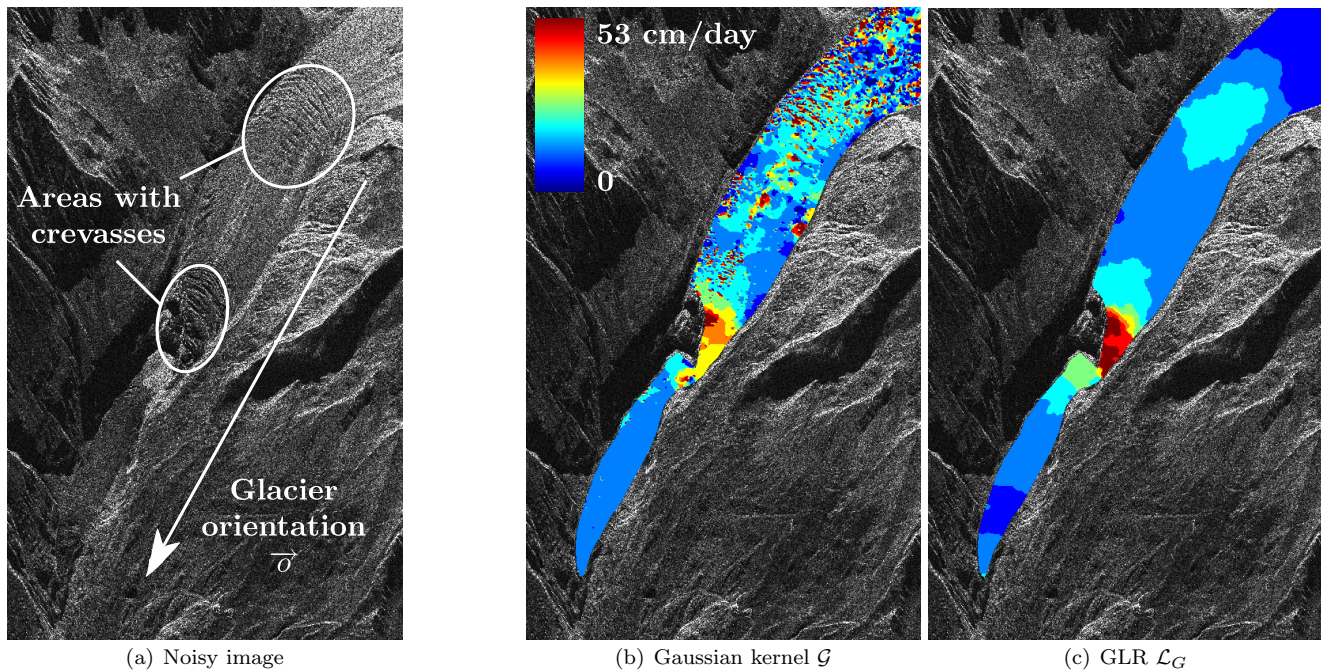 Areas with
crevasses
Glacier
orientation
→o
53 cm/day
0
(a) Noisy image
(b) Gaussian kernel 𝒢
(c) GLR ℒ_G